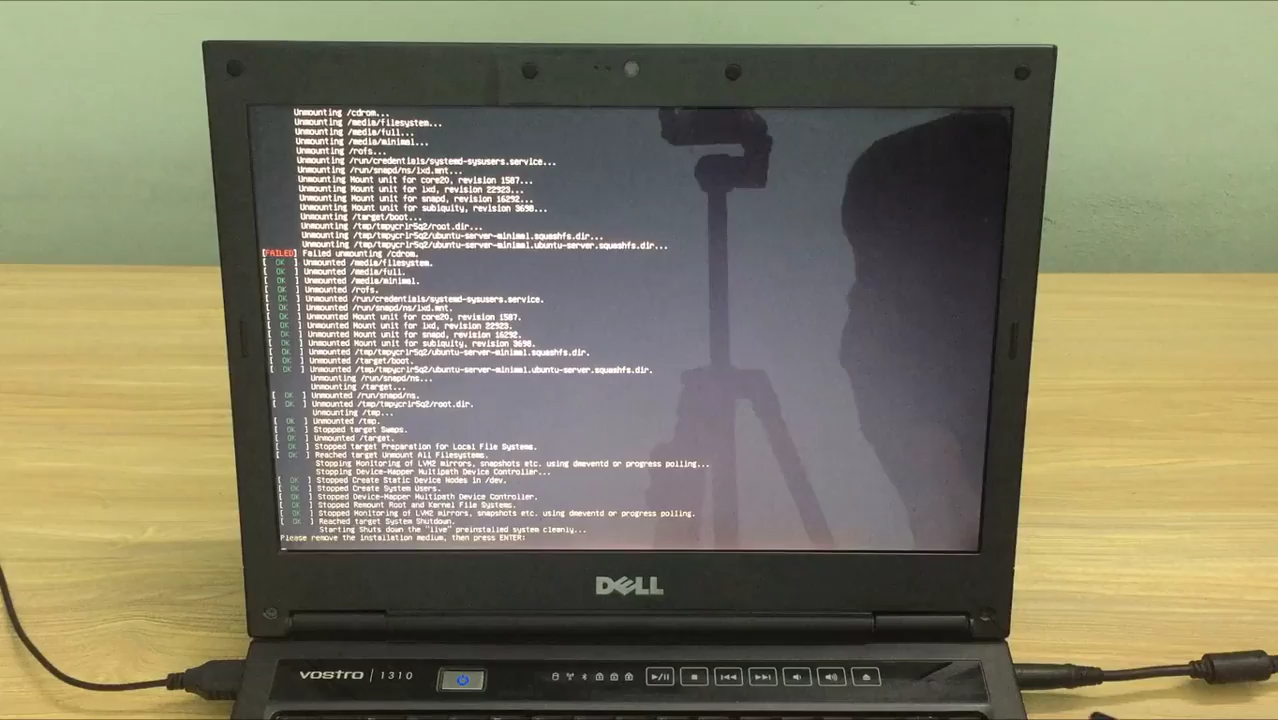 Unmounting /cdrom...
Unmounting /media/filesystem...
Unmounting /media/full...
Unmounting /media/minimal...
Unmounting /rofs...
Unmounting /run/credentials/systemd-sysusers.service...
Unmounting /run/snapd/ns/lxd.mnt...
Unmounting Mount unit for core20, revision 1587...
Unmounting Mount unit for lxd, revision 22923...
Unmounting Mount unit for snapd, revision 16292...
Unmounting Mount unit for subiquity, revision 3698...
Unmounting /target/boot...
Unmounting /tmp/tmpycrlr5q2/root.dir...
Unmounting /tmp/tmpycrlr5q2/ubuntu-server-minimal.squashfs.dir...
Unmounting /tmp/tmpycrlr5q2/ubuntu-server-minimal.ubuntu-server.squashfs.dir...
[FAILED] Failed unmounting /cdrom.
[ OK ] Unmounted /media/filesystem.
[ OK ] Unmounted /media/full.
[ OK ] Unmounted /media/minimal.
[ OK ] Unmounted /rofs.
[ OK ] Unmounted /run/credentials/systemd-sysusers.service.
[ OK ] Unmounted /run/snapd/ns/lxd.mnt.
[ OK ] Unmounted Mount unit for core20, revision 1587.
[ OK ] Unmounted Mount unit for lxd, revision 22923.
[ OK ] Unmounted Mount unit for snapd, revision 16292.
[ OK ] Unmounted Mount unit for subiquity, revision 3698.
[ OK ] Unmounted /tmp/tmpycrlr5q2/ubuntu-server-minimal.squashfs.dir.
[ OK ] Unmounted /target/boot.
[ OK ] Unmounted /tmp/tmpycrlr5q2/ubuntu-server-minimal.ubuntu-server.squashfs.dir.
Unmounting /run/snapd/ns...
Unmounting /target...
[ OK ] Unmounted /run/snapd/ns.
[ OK ] Unmounted /tmp/tmpycrlr5q2/root.dir.
Unmounting /tmp...
[ OK ] Unmounted /tmp.
[ OK ] Stopped target Swaps.
[ OK ] Unmounted /target.
[ OK ] Stopped target Preparation for Local File Systems.
[ OK ] Reached target Unmount All Filesystems.
Stopping Monitoring of LVM2 mirrors, snapshots etc. using dmeventd or progress polling...
Stopping Device-Mapper Multipath Device Controller...
[ OK ] Stopped Create Static Device Nodes in /dev.
[ OK ] Stopped Create System Users.
[ OK ] Stopped Device-Mapper Multipath Device Controller.
[ OK ] Stopped Remount Root and Kernel File Systems.
[ OK ] Stopped Monitoring of LVM2 mirrors, snapshots etc. using dmeventd or progress polling.
[ OK ] Reached target System Shutdown.
Starting Shuts down the "live" preinstalled system cleanly...
Please remove the installation medium, then press ENTER:
DELL
vostro | 1310